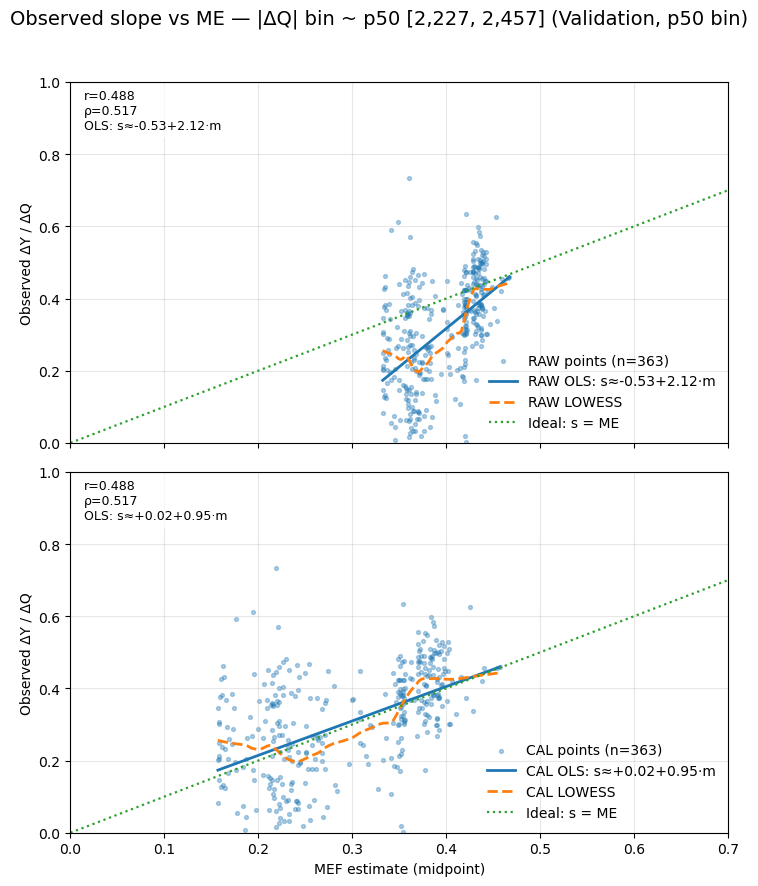 Observed slope vs ME — |ΔQ| bin ~ p50 [2,227, 2,457] (Validation, p50 bin)
1.0
0.8
0.6
0.4
0.2
0.0
Observed ΔY / ΔQ
r=0.488
ρ=0.517
OLS: s≈-0.53+2.12·m
RAW points (n=363)
RAW OLS: s≈-0.53+2.12·m
RAW LOWESS
Ideal: s = ME
1.0
0.8
0.6
0.4
0.2
0.0
Observed ΔY / ΔQ
r=0.488
ρ=0.517
OLS: s≈+0.02+0.95·m
CAL points (n=363)
CAL OLS: s≈+0.02+0.95·m
CAL LOWESS
Ideal: s = ME
0.0 0.1 0.2 0.3 0.4 0.5 0.6 0.7
MEF estimate (midpoint)